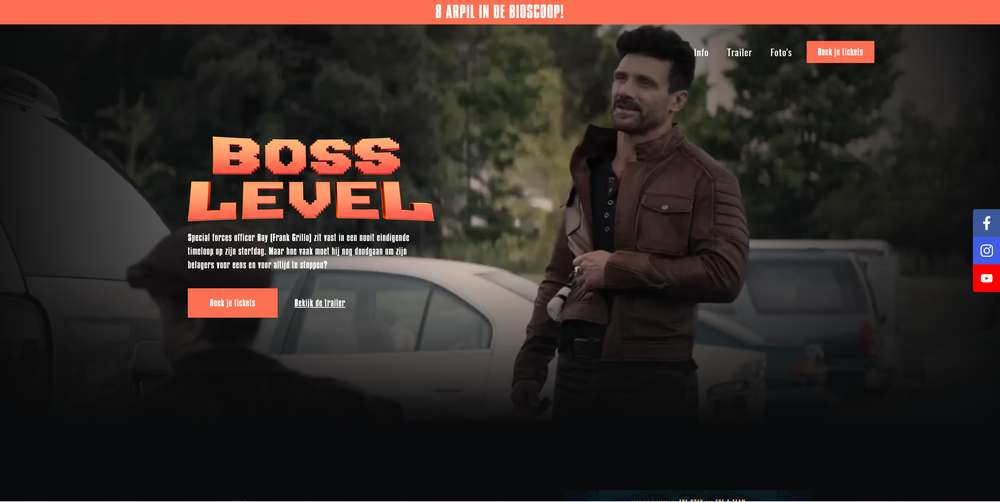 8 ARPIL IN DE BIOSCOOP!
Info
Trailer
Foto's
Boek je tickets
BOSS
LEVEL
Special forces officer Roy (Frank Grillo) zit vast in een nooit eindigende
timeloop op zijn sterfdag. Maar hoe vaak moet hij nog doodgaan om zijn
belagers voor eens en voor altijd te stoppen?
Boek je tickets
Bekijk de trailer